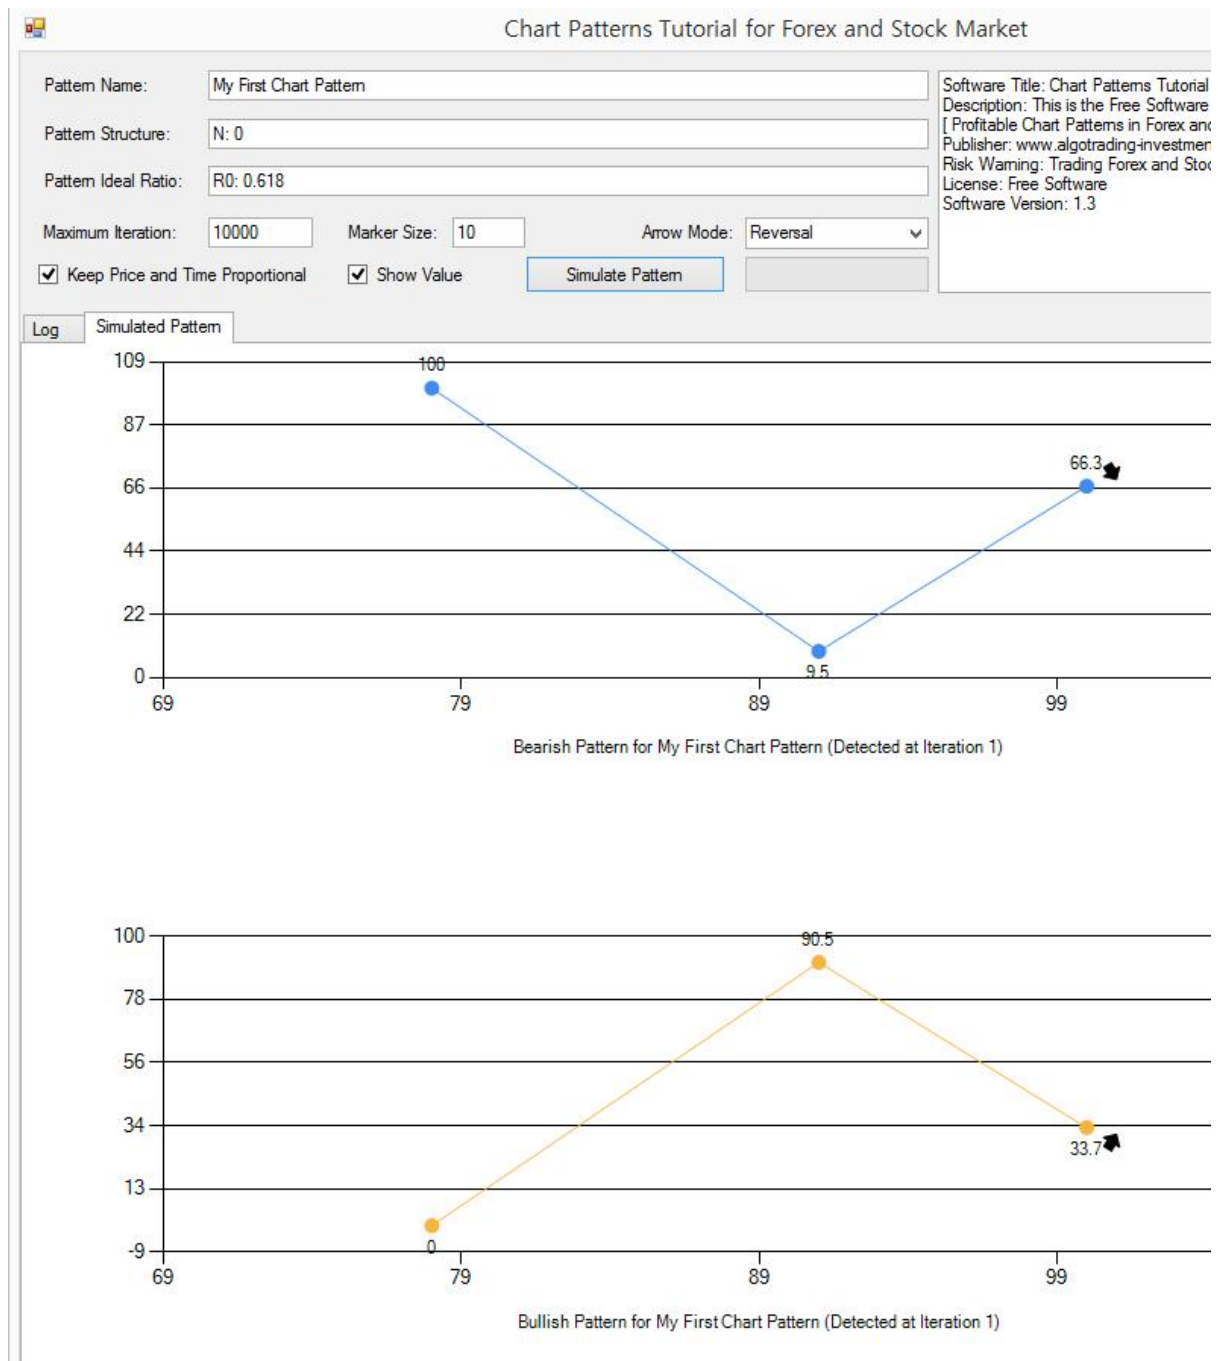 Chart Patterns Tutorial for Forex and Stock Market
Pattern Name: My First Chart Pattern
Pattern Structure: N: 0
Pattern Ideal Ratio: R0: 0.618
Maximum Iteration: 10000 Marker Size: 10 Arrow Mode: Reversal
Keep Price and Time Proportional Show Value Simulate Pattern
Software Title: Chart Patterns Tutorial
Description: This is the Free Software
[ Profitable Chart Patterns in Forex and
Publisher: www.algotrading-investmen
Risk Warning: Trading Forex and Stoc
License: Free Software
Software Version: 1.3
Log Simulated Pattern
109
100
87
66.3
66
44
22
9.5
0
69 79 89 99
Bearish Pattern for My First Chart Pattern (Detected at Iteration 1)
100
90.5
78
56
34
33.7
13
0
-9
69 79 89 99
Bullish Pattern for My First Chart Pattern (Detected at Iteration 1)